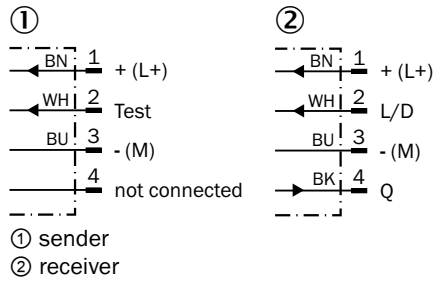 ① ②
BN 1 + (L+) BN 1 + (L+)
WH 2 Test WH 2 L/D
BU 3 - (M) BU 3 - (M)
4 not connected BK 4 Q
① sender
② receiver